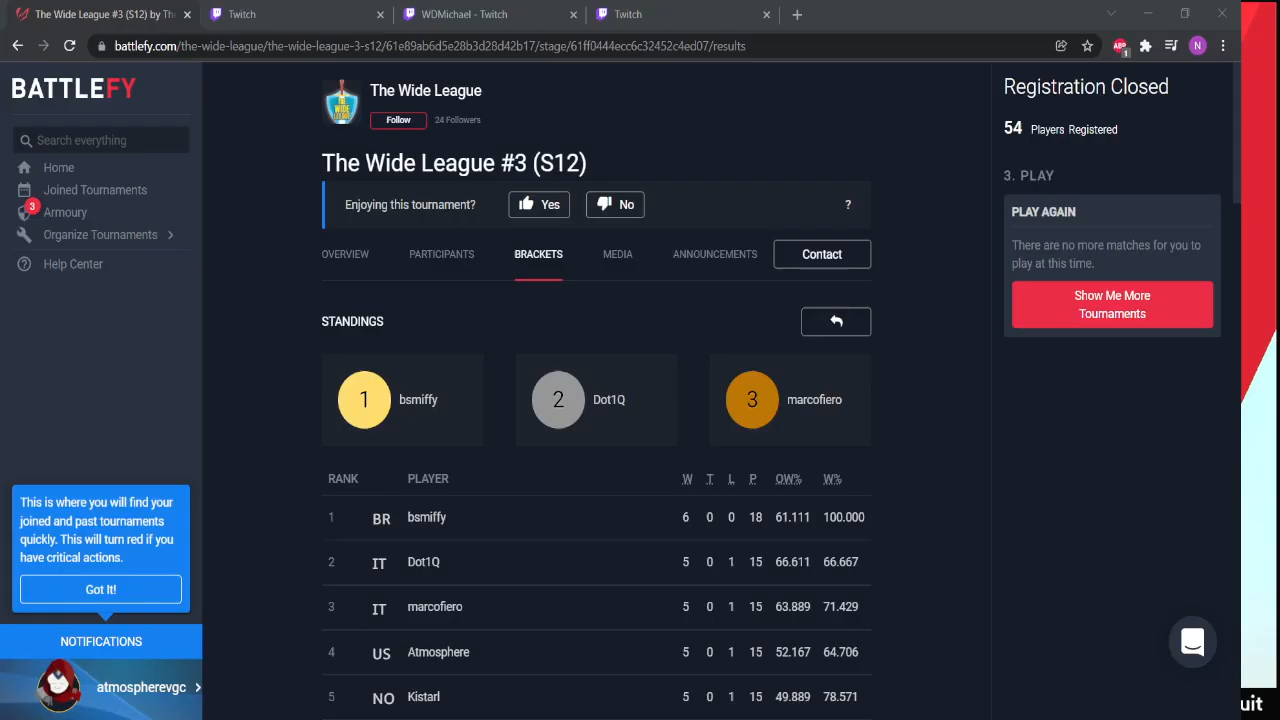 The Wide League #3 (S12) by The
Twitch
WDMichael - Twitch
Twitch
battlefy.com/the-wide-league/the-wide-league-3-s12/61e89ab6d5e28b3d28d42b17/stage/61ff0444ecc6c32452c4ed07/results
ABP
1
N
BATTLEFY
Search everything
Home
Joined Tournaments
3
Armoury
Organize Tournaments
Help Center
This is where you will find your
joined and past tournaments
quickly. This will turn red if you
have critical actions.
Got It!
NOTIFICATIONS
atmospherevgc
THE WIDE LEAGUE
The Wide League
Follow
24 Followers
The Wide League #3 (S12)
Enjoying this tournament?
Yes
No
?
OVERVIEW
PARTICIPANTS
BRACKETS
MEDIA
ANNOUNCEMENTS
Contact
STANDINGS
1 bsmiffy
2 Dot1Q
3 marcofiero
RANK PLAYER W T L P OW% W%
1 BR bsmiffy 6 0 0 18 61.111 100.000
2 IT Dot1Q 5 0 1 15 66.611 66.667
3 IT marcofiero 5 0 1 15 63.889 71.429
4 US Atmosphere 5 0 1 15 52.167 64.706
5 NO Kistarl 5 0 1 15 49.889 78.571
Registration Closed
54 Players Registered
3. PLAY
PLAY AGAIN
There are no more matches for you to
play at this time.
Show Me More
Tournaments
uit